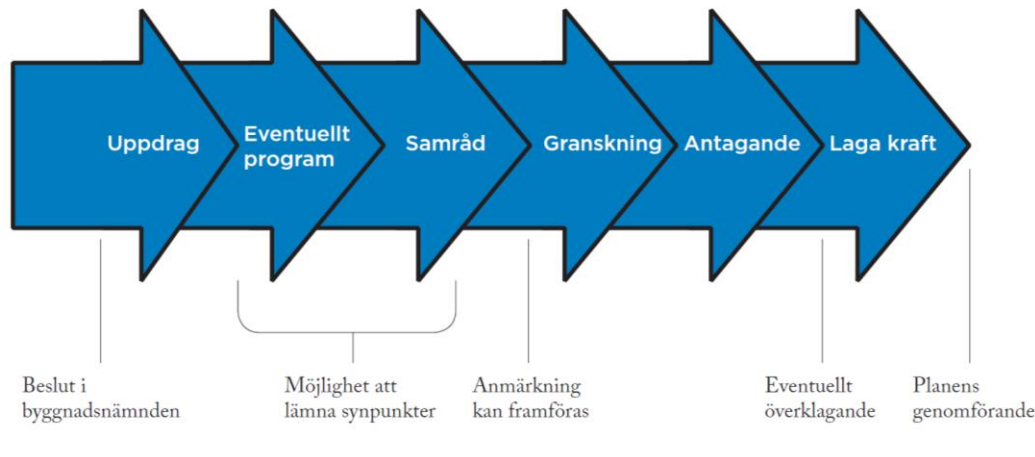 Uppdrag
Eventuellt
program
Samråd
Granskning
Antagande
Laga kraft
Beslut i
byggnadsnämnden
Möjlighet att
lämna synpunkter
Anmärkning
kan framföras
Eventuellt
överklagande
Planens
genomförande